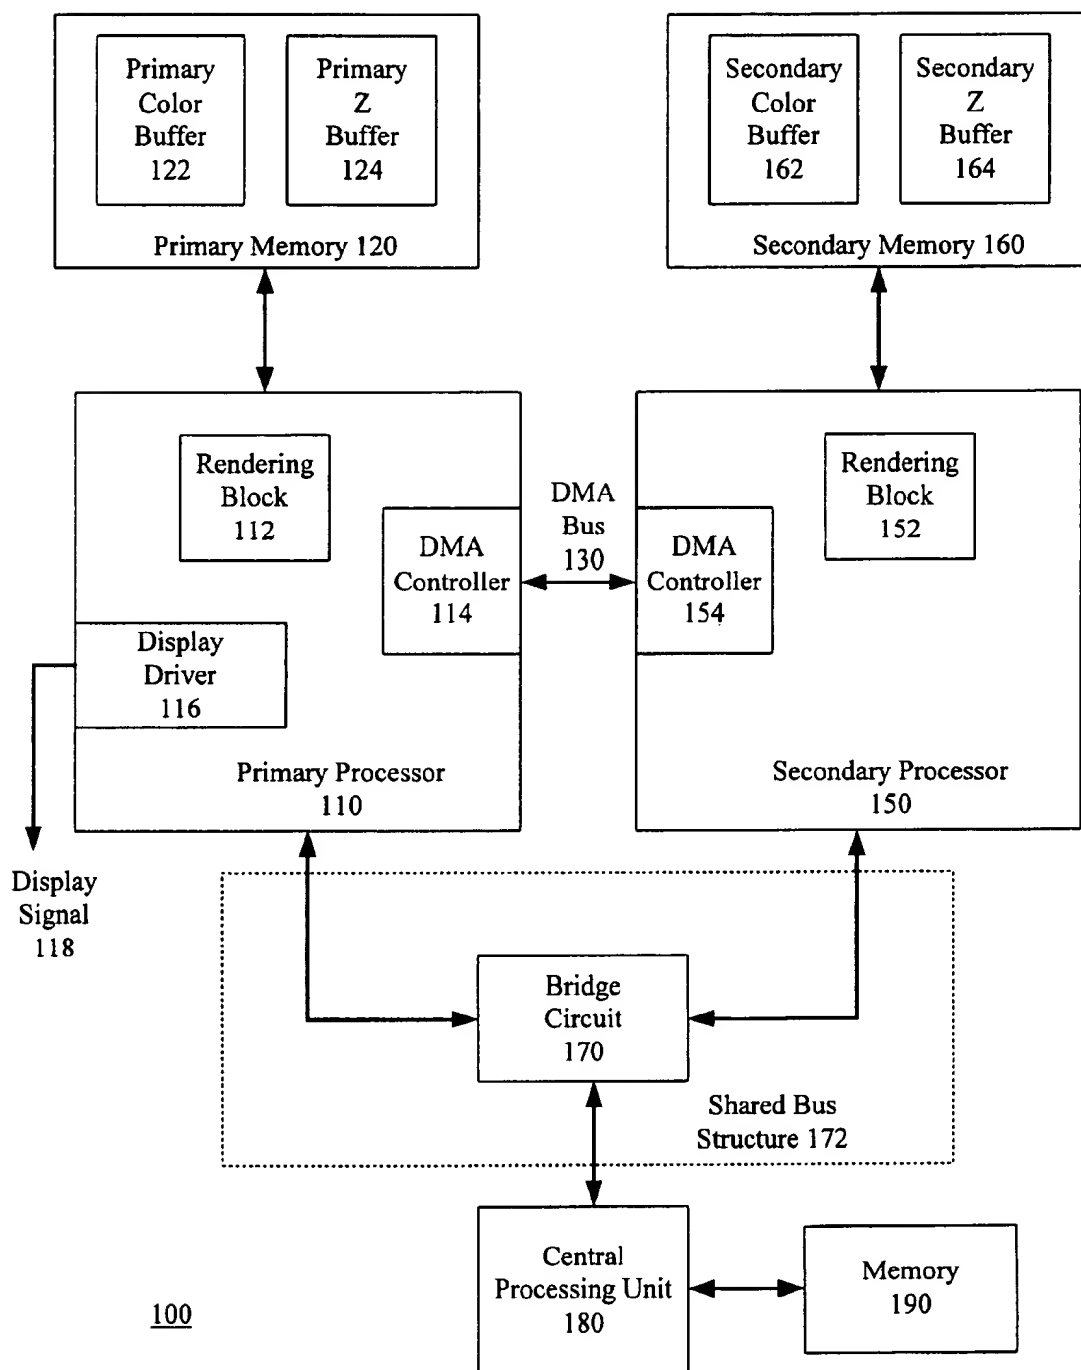 Primary
Color
Buffer
122
Primary
Z
Buffer
124
Primary Memory 120
Secondary
Color
Buffer
162
Secondary
Z
Buffer
164
Secondary Memory 160
Rendering
Block
112
DMA
Controller
114
Display
Driver
116
Primary Processor
110
DMA
Bus
130
DMA
Controller
154
Rendering
Block
152
Secondary Processor
150
Display
Signal
118
Bridge
Circuit
170
Shared Bus
Structure 172
Central
Processing Unit
180
Memory
190
100